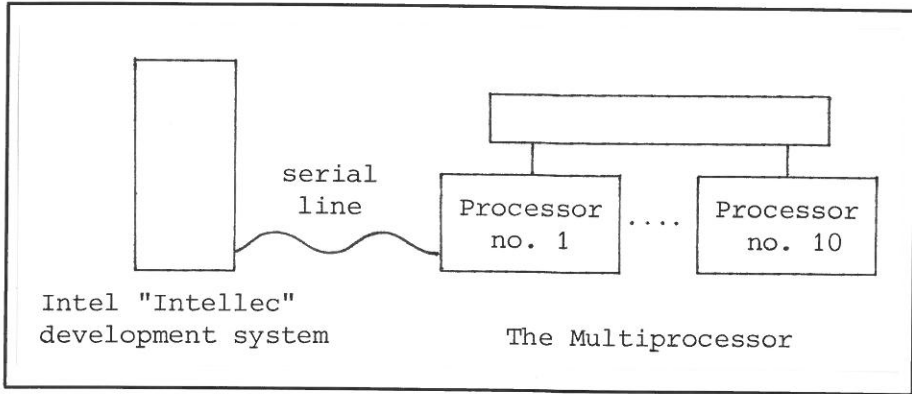 serial
line
Processor
no. 1
....
Processor
no. 10
Intel "Intellec"
development system
The Multiprocessor